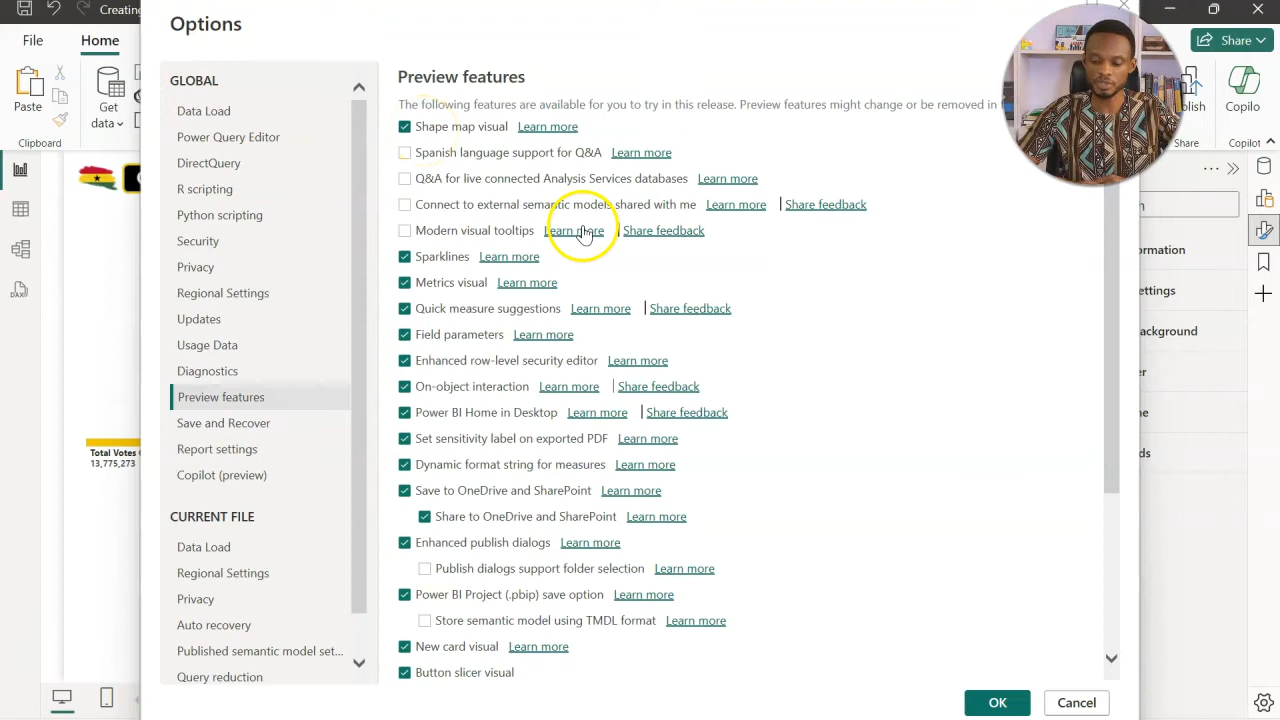 Creating
Options
File
Home
Share
Paste
Get
data
Clipboard
GLOBAL
Data Load
Power Query Editor
DirectQuery
R scripting
Python scripting
Security
Privacy
Regional Settings
Updates
Usage Data
Diagnostics
Preview features
Save and Recover
Report settings
Copilot (preview)
CURRENT FILE
Data Load
Regional Settings
Privacy
Auto recovery
Published semantic model set...
Query reduction
Preview features
The following features are available for you to try in this release. Preview features might change or be removed in
Shape map visual Learn more
Spanish language support for Q&A Learn more
Q&A for live connected Analysis Services databases Learn more
Connect to external semantic models shared with me Learn more | Share feedback
Modern visual tooltips Learn more | Share feedback
Sparklines Learn more
Metrics visual Learn more
Quick measure suggestions Learn more | Share feedback
Field parameters Learn more
Enhanced row-level security editor Learn more
On-object interaction Learn more | Share feedback
Power BI Home in Desktop Learn more | Share feedback
Set sensitivity label on exported PDF Learn more
Dynamic format string for measures Learn more
Save to OneDrive and SharePoint Learn more
Share to OneDrive and SharePoint Learn more
Enhanced publish dialogs Learn more
Publish dialogs support folder selection Learn more
Power BI Project (.pbip) save option Learn more
Store semantic model using TMDL format Learn more
New card visual Learn more
Button slicer visual
OK
Cancel
Total Votes
13,775,273
blish
Copilo
Share
Copilot
ormation
ettings
ackground
er
ne
ds